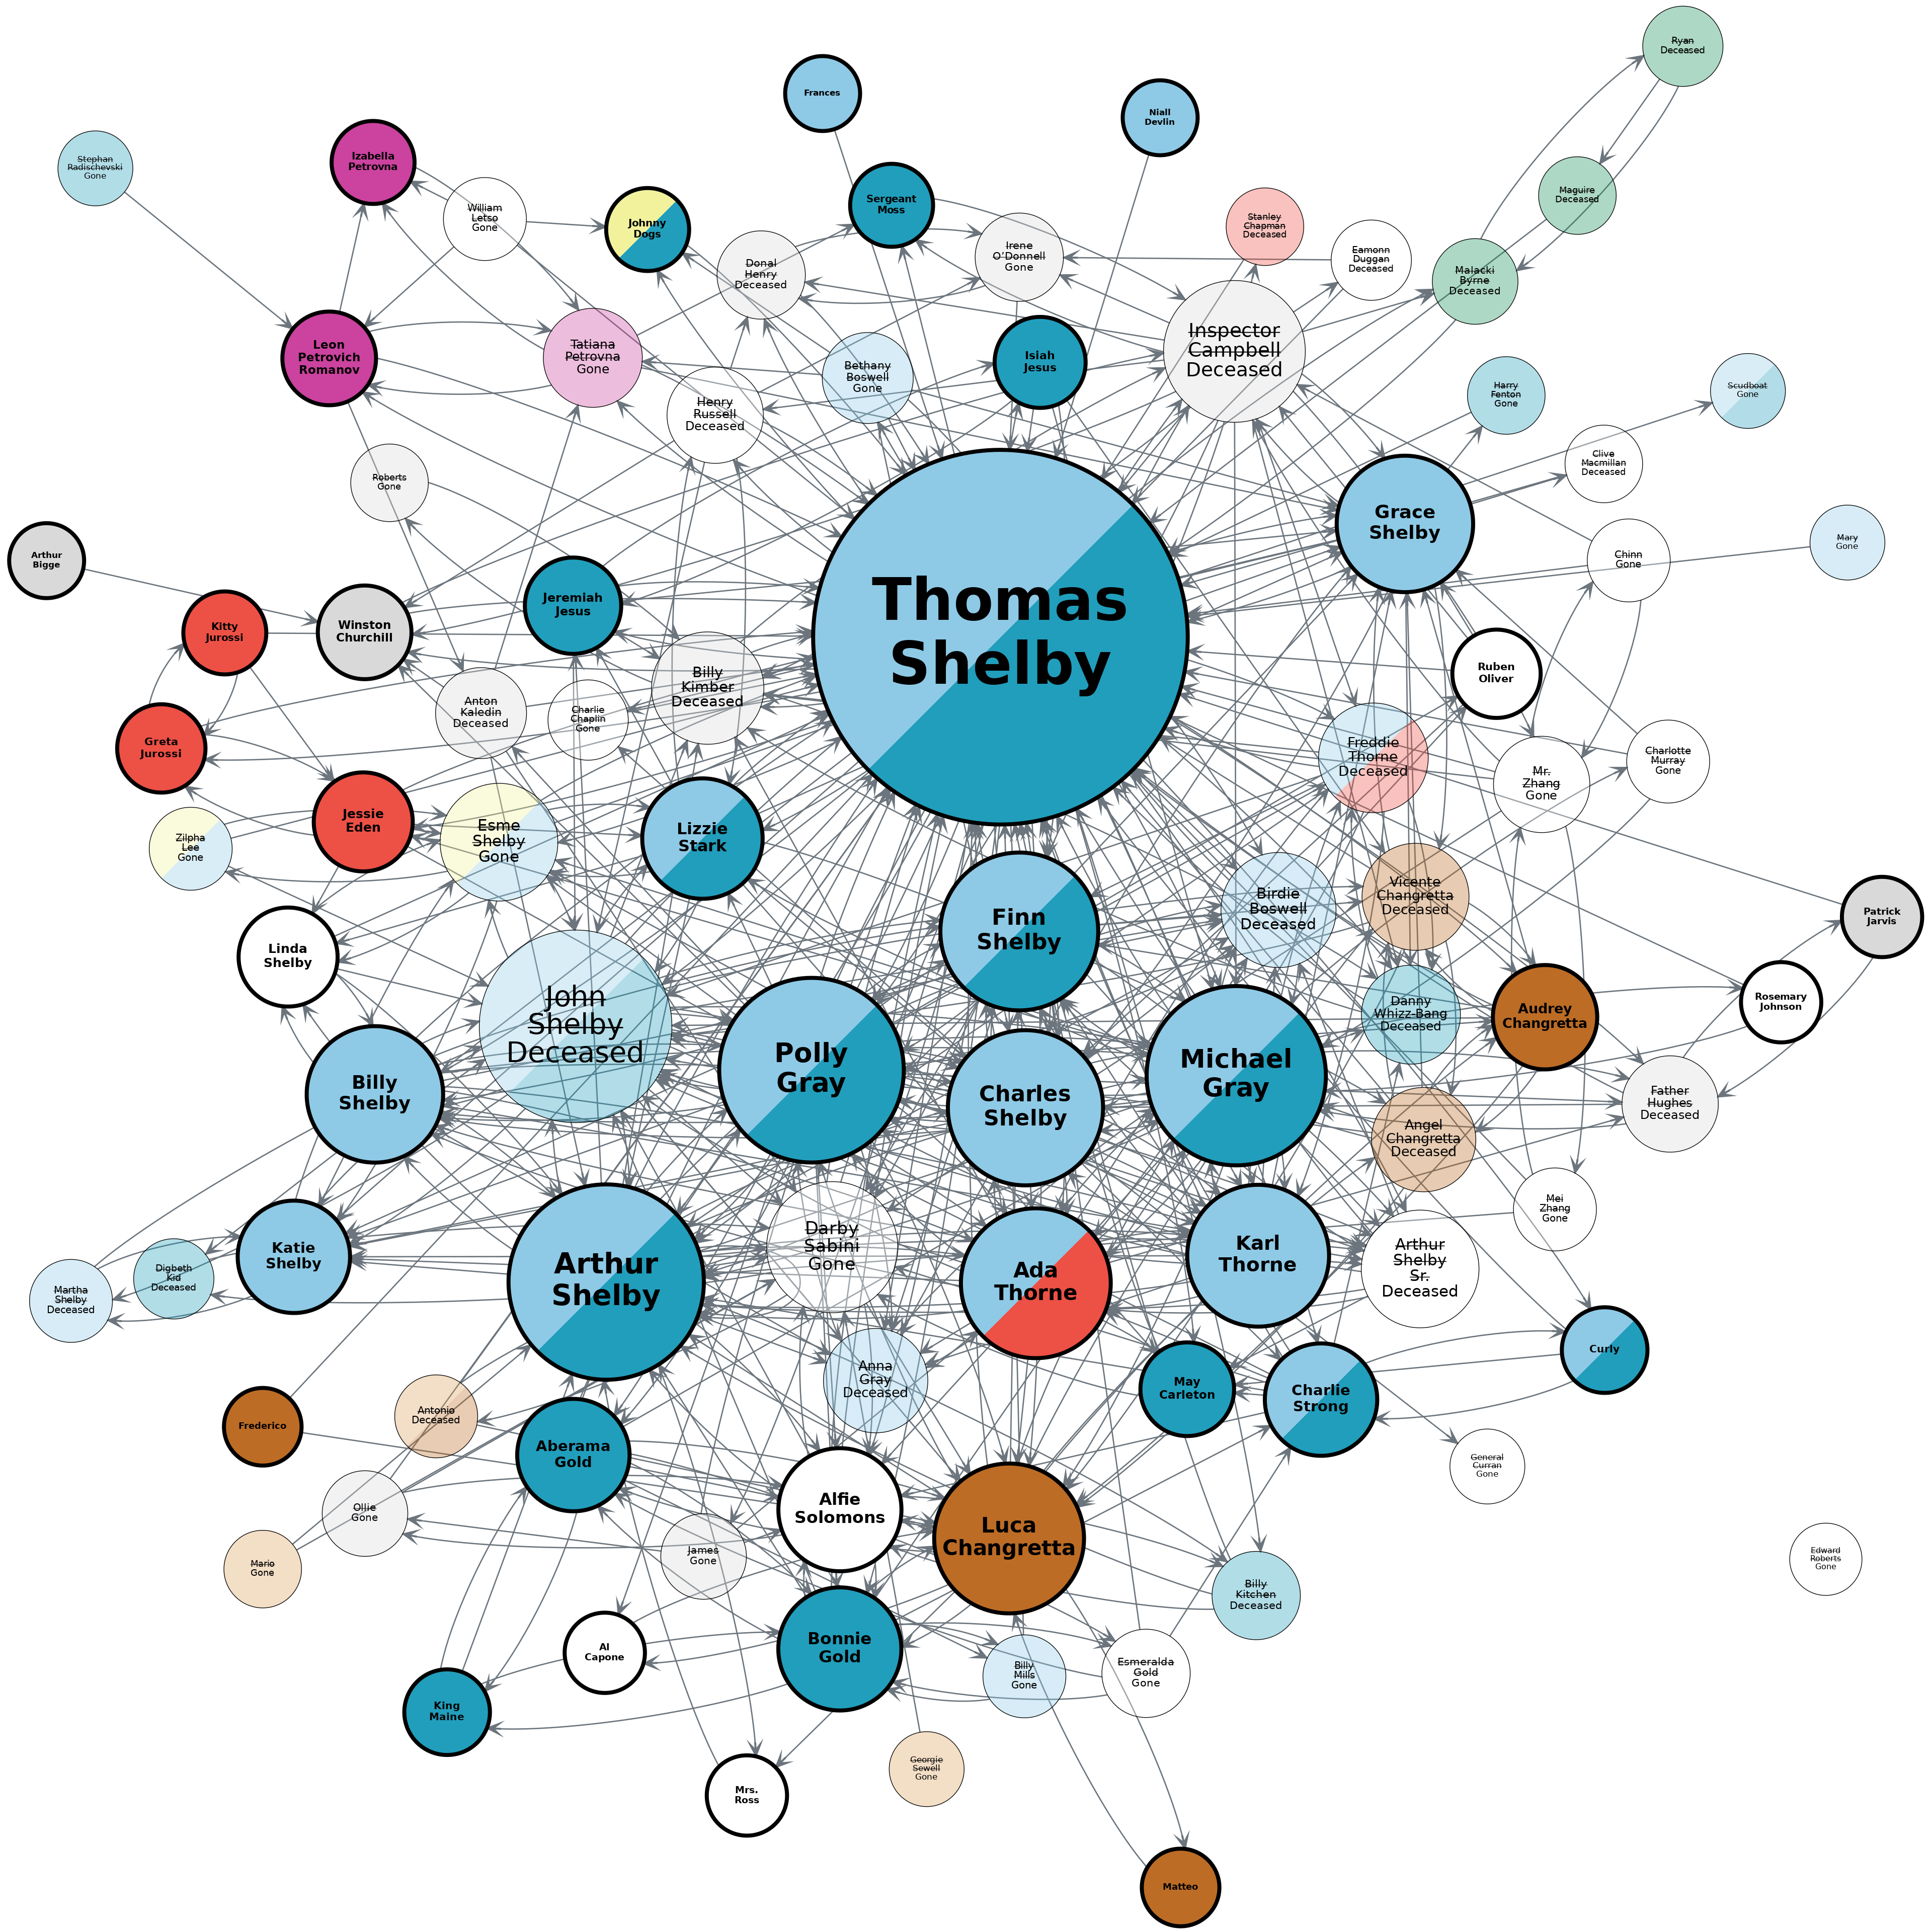 Ryan
Deceased
Frances
Niall
Devlin
Stephan
Radischevski
Gone
Izabella
Petrovna
William
Letso
Gone
Johnny
Dogs
Sergeant
Moss
Irene
O'Donnell
Gone
Stanley
Chapman
Deceased
Eamonn
Duggan
Deceased
Maguire
Deceased
Malacki
Byrne
Deceased
Donal
Henry
Deceased
Leon
Petrovich
Romanov
Tatiana
Petrovna
Gone
Bethany
Boswell
Gone
Isiah
Jesus
Inspector
Campbell
Deceased
Harry
Fenton
Gone
Scudboat
Gone
Henry
Russell
Deceased
Roberts
Gone
Clive
Macmillan
Deceased
Grace
Shelby
Mary
Gone
Arthur
Bigge
Chinn
Gone
Kitty
Jurossi
Winston
Churchill
Jeremiah
Jesus
Thomas
Shelby
Ruben
Oliver
Billy
Kimber
Deceased
Anton
Kaledin
Deceased
Charlie
Chaplin
Gone
Greta
Jurossi
Freddie
Thorne
Deceased
Mr.
Zhang
Gone
Charlotte
Murray
Gone
Jessie
Eden
Zilpha
Lee
Gone
Esme
Shelby
Gone
Lizzie
Stark
Finn
Shelby
Birdie
Boswell
Deceased
Vicente
Changretta
Deceased
Patrick
Jarvis
Linda
Shelby
John
Shelby
Deceased
Danny
Whizz-Bang
Deceased
Audrey
Changretta
Rosemary
Johnson
Billy
Shelby
Polly
Gray
Charles
Shelby
Michael
Gray
Father
Hughes
Deceased
Angel
Changretta
Deceased
Mei
Zhang
Gone
Katie
Shelby
Darby
Sabini
Gone
Karl
Thorne
Arthur
Shelby
Sr.
Deceased
Martha
Shelby
Deceased
Digbeth
Kid
Deceased
Arthur
Shelby
Ada
Thorne
Curly
Anna
Gray
Deceased
May
Carleton
Charlie
Strong
Frederico
Antonio
Deceased
Aberama
Gold
General
Curran
Gone
Ollie
Gone
Alfie
Solomons
Luca
Changretta
James
Gone
Mario
Gone
Edward
Roberts
Gone
Billy
Kitchen
Deceased
Al
Capone
Bonnie
Gold
Billy
Mills
Gone
Esmeralda
Gold
Gone
King
Maine
Mrs.
Ross
Georgie
Sewell
Gone
Matteo